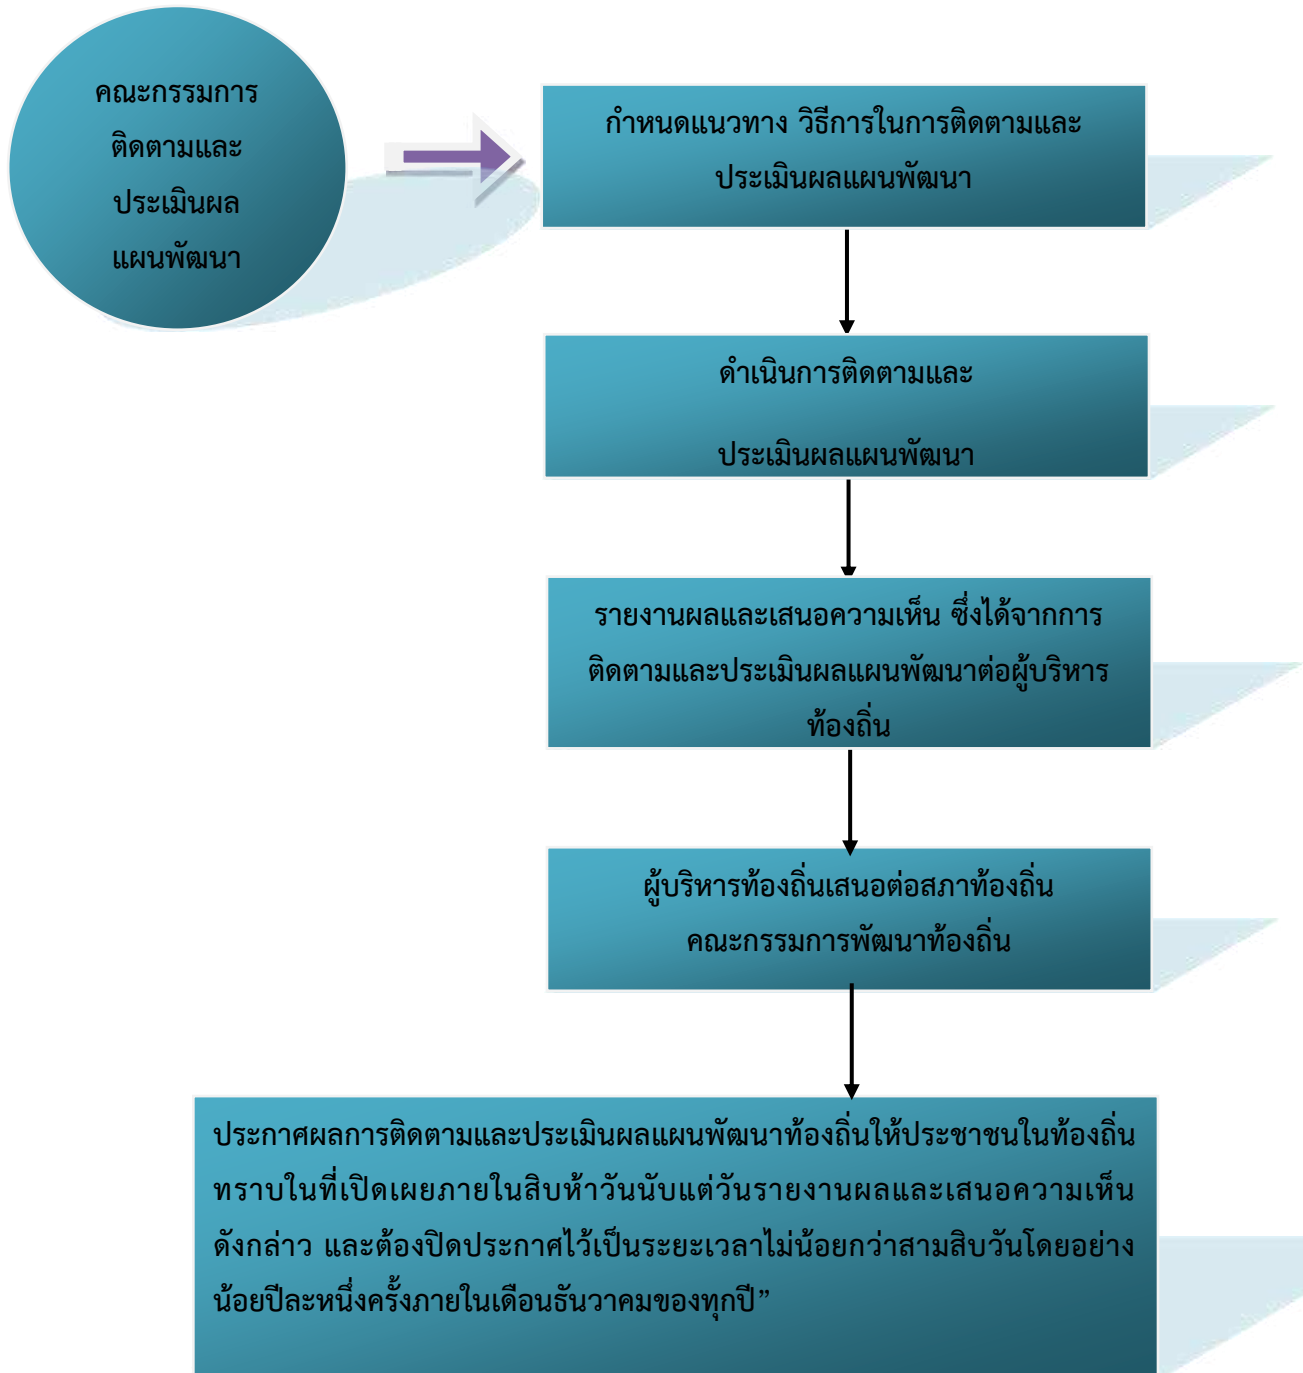 คณะกรรมการ
ติดตามและ
ประเมินผล
แผนพัฒนา
กำหนดแนวทาง วิธีการในการติดตามและ
ประเมินผลแผนพัฒนา
ดำเนินการติดตามและ
ประเมินผลแผนพัฒนา
รายงานผลและเสนอความเห็น ซึ่งได้จากการ
ติดตามและประเมินผลแผนพัฒนาต่อผู้บริหาร
ท้องถิ่น
ผู้บริหารท้องถิ่นเสนอต่อสภาท้องถิ่น
คณะกรรมการพัฒนาท้องถิ่น
ประกาศผลการติดตามและประเมินผลแผนพัฒนาท้องถิ่นให้ประชาชนในท้องถิ่น
ทราบในที่เปิดเผยภายในสิบห้าวันนับแต่วันรายงานผลและเสนอความเห็น
ดังกล่าว และต้องปิดประกาศไว้เป็นระยะเวลาไม่น้อยกว่าสามสิบวันโดยอย่าง
น้อยปีละหนึ่งครั้งภายในเดือนธันวาคมของทุกปี”